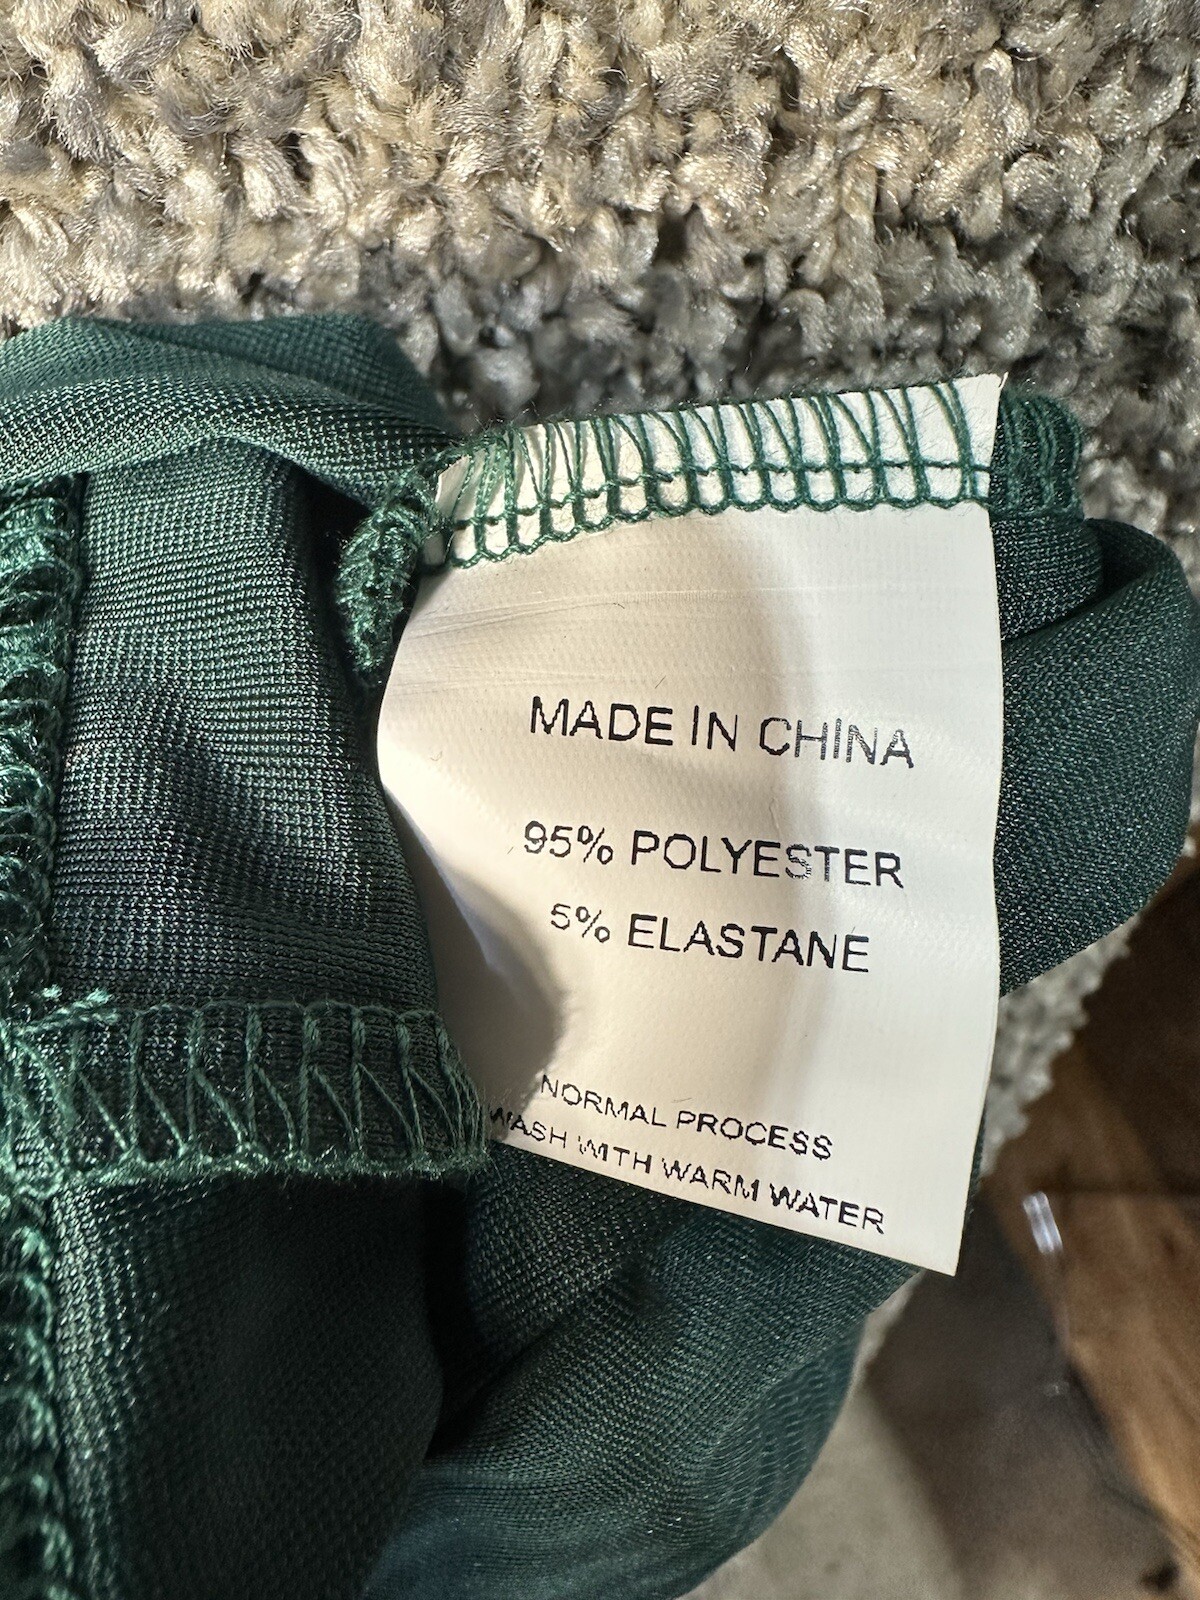 MADE IN CHINA
95% POLYESTER
5% ELASTANE
NORMAL PROCESS
WASH WITH WARM WATER